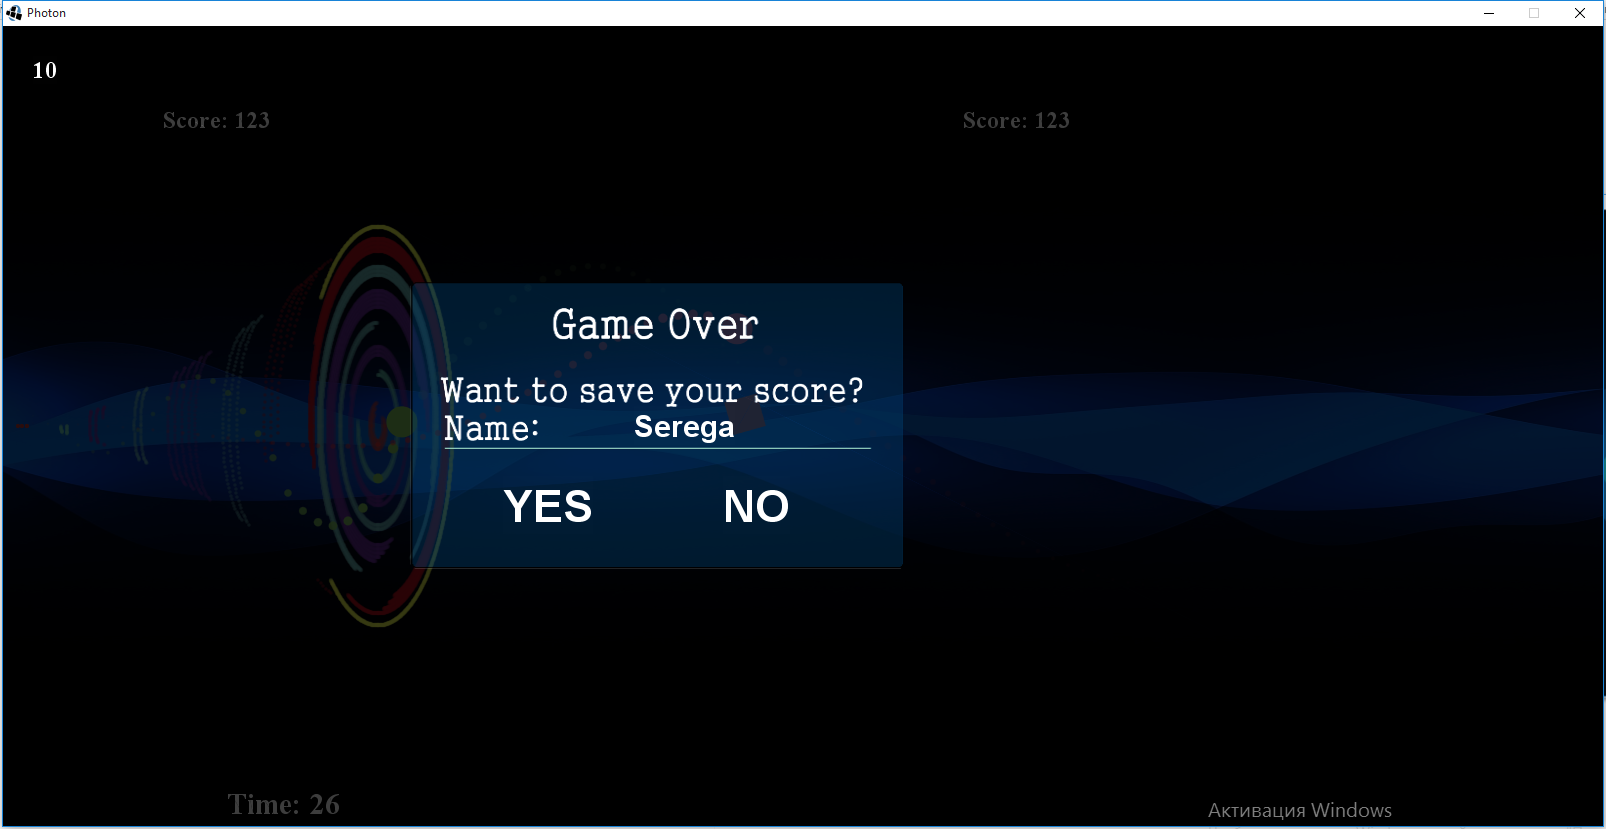 Photon
10
Score: 123 Score: 123
Game Over
Want to save your score?
Name: Serega
YES NO
Time: 26
Активация Windows